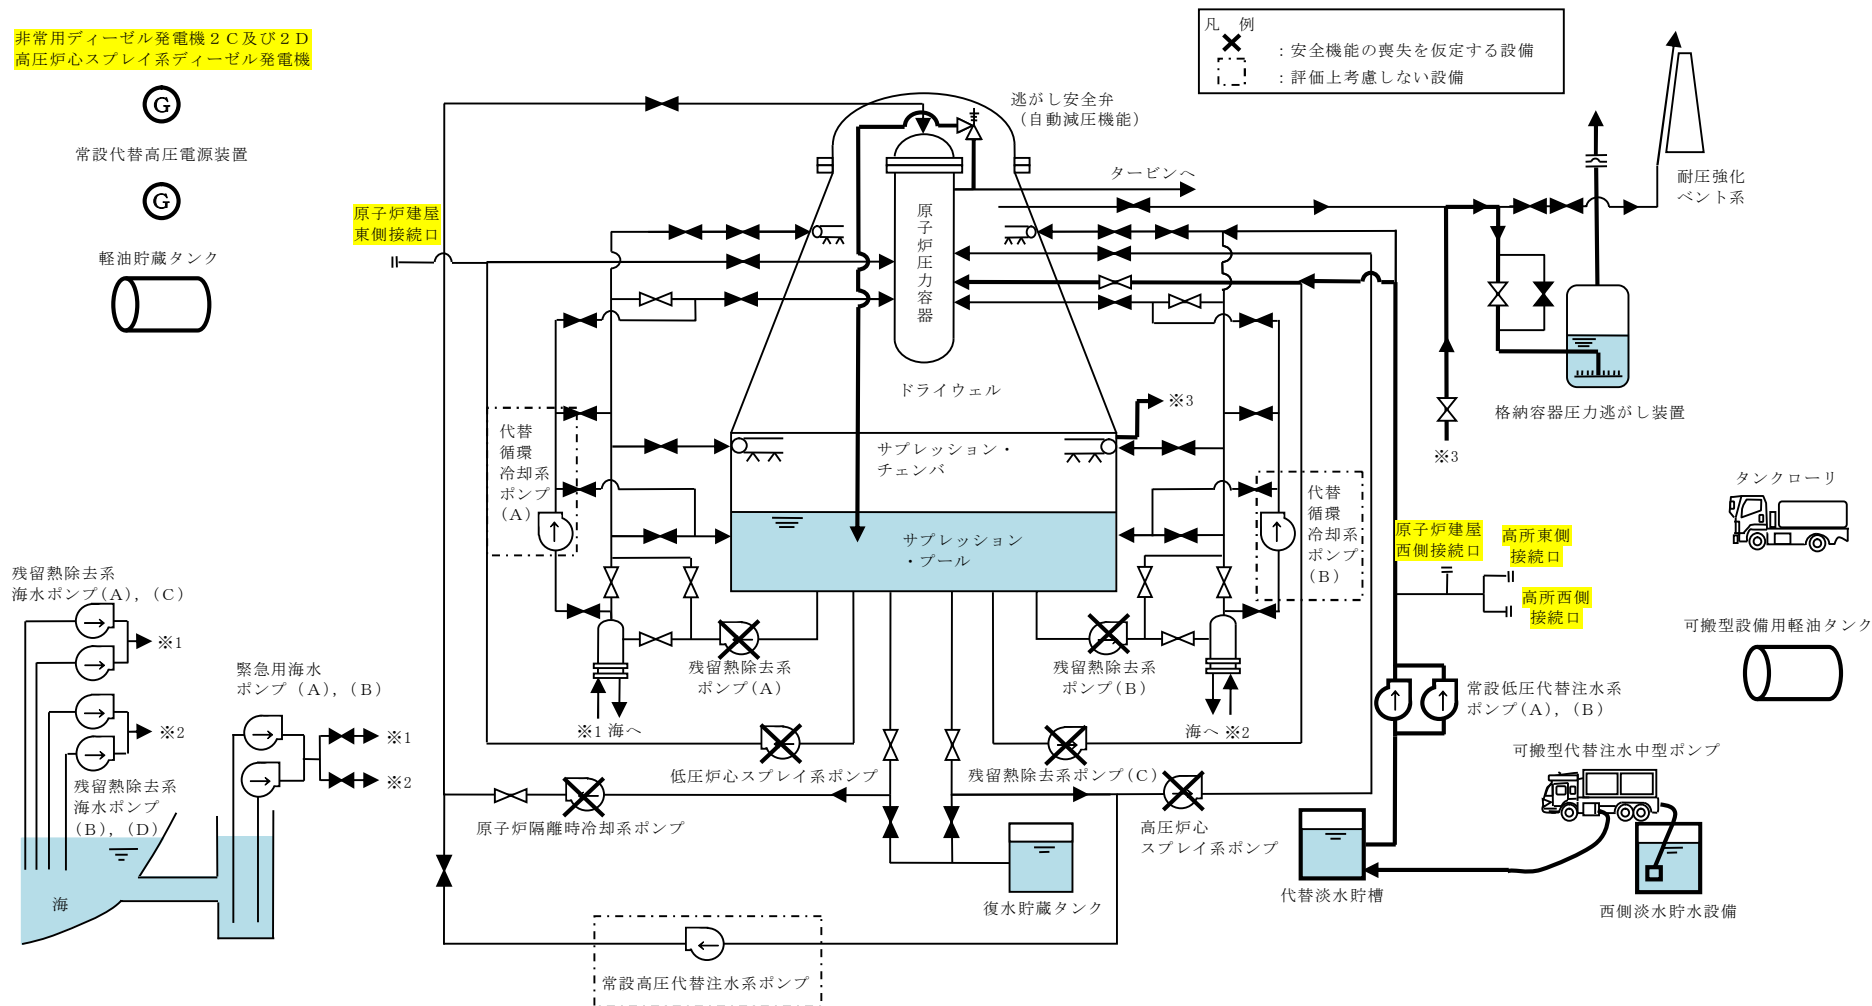 非常用ディーゼル発電機2C及び2D
高圧炉心スプレイ系ディーゼル発電機
G
常設代替高圧電源装置
G
軽油貯蔵タンク
凡 例
:安全機能の喪失を仮定する設備
:評価上考慮しない設備
逃がし安全弁
(自動減圧機能)
タービンへ
耐圧強化
ベント系
原子炉建屋
東側接続口
原子炉圧力容器
ドライウェル
※3
格納容器圧力逃がし装置
※3
代替
循環
冷却系
ポンプ
(A)
サプレッション・
チェンバ
サプレッション
・プール
代替
循環
冷却系
ポンプ
(B)
原子炉建屋
西側接続口
高所東側
接続口
高所西側
接続口
タンクローリ
可搬型設備用軽油タンク
残留熱除去系
海水ポンプ(A),(C)
※1
※2
残留熱除去系
海水ポンプ
(B),(D)
海
緊急用海水
ポンプ(A),(B)
※1
※2
残留熱除去系
ポンプ(A)
※1 海へ
残留熱除去系
ポンプ(B)
海へ ※2
常設低圧代替注水系
ポンプ(A),(B)
可搬型代替注水中型ポンプ
低圧炉心スプレイ系ポンプ
残留熱除去系ポンプ(C)
原子炉隔離時冷却系ポンプ
高圧炉心
スプレイ系ポンプ
復水貯蔵タンク
代替淡水貯槽
西側淡水貯水設備
常設高圧代替注水系ポンプ